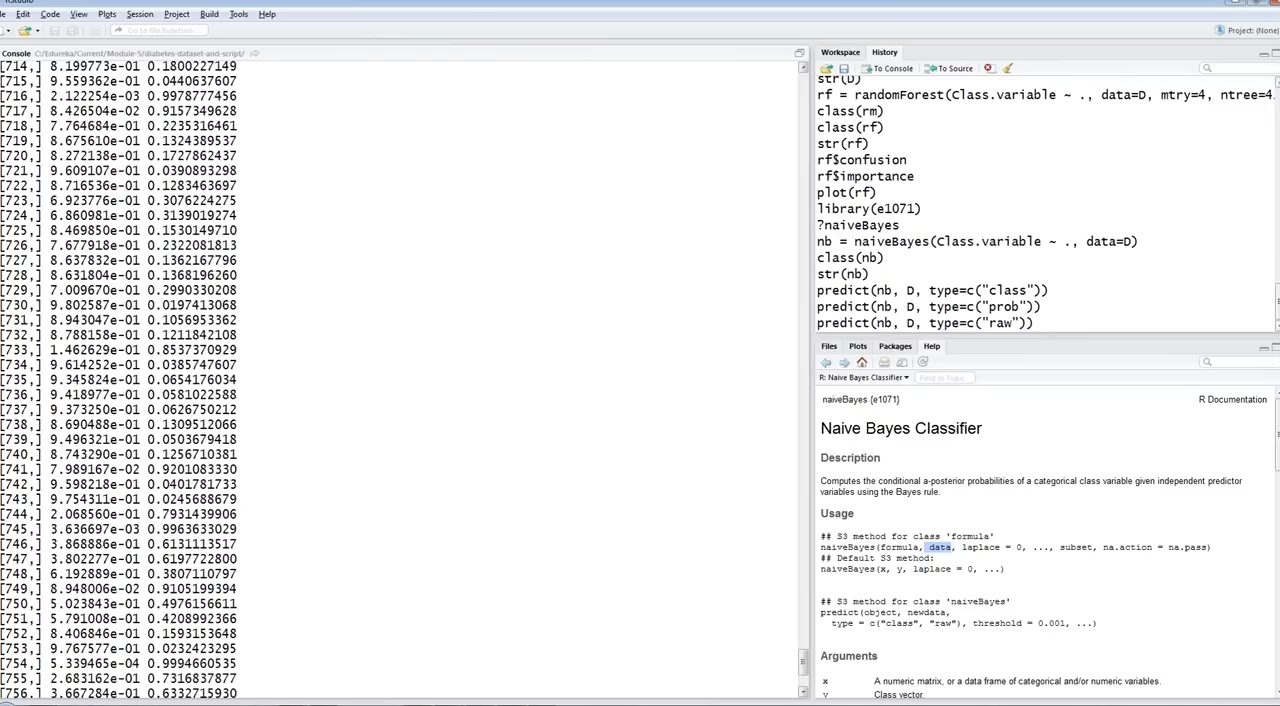 RStudio
Edit Code View Plots Session Project Build Tools Help
Go to file/function
Project: (None)
Console C:/Edureka/Current/Module-5/diabetes-dataset-and-script/
[714,] 8.199773e-01 0.1800227149
[715,] 9.559362e-01 0.0440637607
[716,] 2.122254e-03 0.9978777456
[717,] 8.426504e-02 0.9157349628
[718,] 7.764684e-01 0.2235316461
[719,] 8.675610e-01 0.1324389537
[720,] 8.272138e-01 0.1727862437
[721,] 9.609107e-01 0.0390893298
[722,] 8.716536e-01 0.1283463697
[723,] 6.923776e-01 0.3076224275
[724,] 6.860981e-01 0.3139019274
[725,] 8.469850e-01 0.1530149710
[726,] 7.677918e-01 0.2322081813
[727,] 8.637832e-01 0.1362167796
[728,] 8.631804e-01 0.1368196260
[729,] 7.009670e-01 0.2990330208
[730,] 9.802587e-01 0.0197413068
[731,] 8.943047e-01 0.1056953362
[732,] 8.788158e-01 0.1211842108
[733,] 1.462629e-01 0.8537370929
[734,] 9.614252e-01 0.0385747607
[735,] 9.345824e-01 0.0654176034
[736,] 9.418977e-01 0.0581022588
[737,] 9.373250e-01 0.0626750212
[738,] 8.690488e-01 0.1309512066
[739,] 9.496321e-01 0.0503679418
[740,] 8.743290e-01 0.1256710381
[741,] 7.989167e-02 0.9201083330
[742,] 9.598218e-01 0.0401781733
[743,] 9.754311e-01 0.0245688679
[744,] 2.068560e-01 0.7931439906
[745,] 3.636697e-03 0.9963633029
[746,] 3.868886e-01 0.6131113517
[747,] 3.802277e-01 0.6197722800
[748,] 6.192889e-01 0.3807110797
[749,] 8.948006e-02 0.9105199394
[750,] 5.023843e-01 0.4976156611
[751,] 5.791008e-01 0.4208992366
[752,] 8.406846e-01 0.1593153648
[753,] 9.767577e-01 0.0232423295
[754,] 5.339465e-04 0.9994660535
[755,] 2.683162e-01 0.7316837877
[756,] 3.667284e-01 0.6332715930
Workspace History
To Console To Source
str(D)
rf = randomForest(Class.variable ~ ., data=D, mtry=4, ntree=4
class(rm)
class(rf)
str(rf)
rf$confusion
rf$importance
plot(rf)
library(e1071)
?naiveBayes
nb = naiveBayes(Class.variable ~ ., data=D)
class(nb)
str(nb)
predict(nb, D, type=c("class"))
predict(nb, D, type=c("prob"))
predict(nb, D, type=c("raw"))
Files Plots Packages Help
R: Naive Bayes Classifier Find in Topic
naiveBayes {e1071} R Documentation
Naive Bayes Classifier
Description
Computes the conditional a-posterior probabilities of a categorical class variable given independent predictor
variables using the Bayes rule.
Usage
## S3 method for class 'formula'
naiveBayes(formula, data, laplace = 0, ..., subset, na.action = na.pass)
## Default S3 method:
naiveBayes(x, y, laplace = 0, ...)
## S3 method for class 'naiveBayes'
predict(object, newdata,
type = c("class", "raw"), threshold = 0.001, ...)
Arguments
x A numeric matrix, or a data frame of categorical and/or numeric variables.
y Class vector.